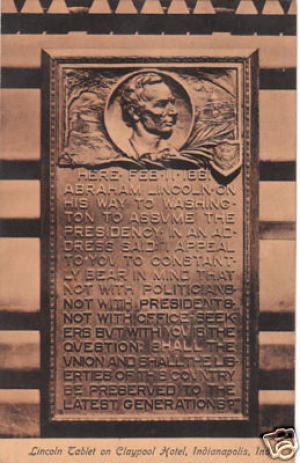 HERE, FEB·11·1861
ABRAHAM LINCOLN·ON
HIS WAY TO WASHING-
TON TO ASSVME THE
PRESIDENCY IN AN AD-
DRESS SAID "I APPEAL
TO YOU TO CONSTANT-
LY BEAR IN MIND THAT
NOT WITH POLITICIANS
NOT WITH PRESIDENTS
NOT WITH OFFICE-SEEK-
ERS BVT WITH YOV IS THE
QVESTION: SHALL THE
VNION AND SHALL THE LIB-
ERTIES OF THE COVNTRY
BE PRESERVED TO THE
LATEST GENERATIONS?"
Lincoln Tablet on Claypool Hotel, Indianapolis,